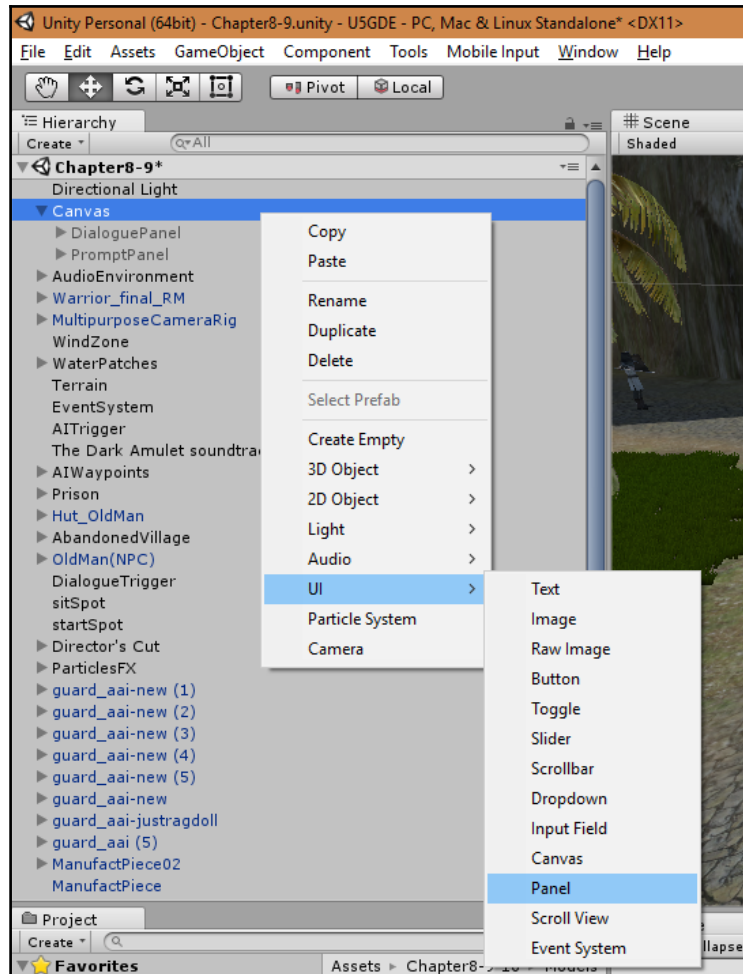 Unity Personal (64bit) - Chapter8-9.unity - U5GDE - PC, Mac & Linux Standalone* <DX11>
File Edit Assets GameObject Component Tools Mobile Input Window Help
Pivot Local
Hierarchy
Create All
Chapter8-9*
Directional Light
Canvas
DialoguePanel
PromptPanel
AudioEnvironment
Warrior_final_RM
MultipurposeCameraRig
WindZone
WaterPatches
Terrain
EventSystem
AITrigger
The Dark Amulet soundtra
AIWaypoints
Prison
Hut_OldMan
AbandonedVillage
OldMan(NPC)
DialogueTrigger
sitSpot
startSpot
Director's Cut
ParticlesFX
guard_aai-new (1)
guard_aai-new (2)
guard_aai-new (3)
guard_aai-new (4)
guard_aai-new (5)
guard_aai-new
guard_aai-justragdoll
guard_aai (5)
ManufactPiece02
ManufactPiece
Copy
Paste
Rename
Duplicate
Delete
Select Prefab
Create Empty
3D Object
2D Object
Light
Audio
UI
Particle System
Camera
Text
Image
Raw Image
Button
Toggle
Slider
Scrollbar
Dropdown
Input Field
Canvas
Panel
Scroll View
Event System
Scene
Shaded
Project
Create
Favorites
Assets
llapse